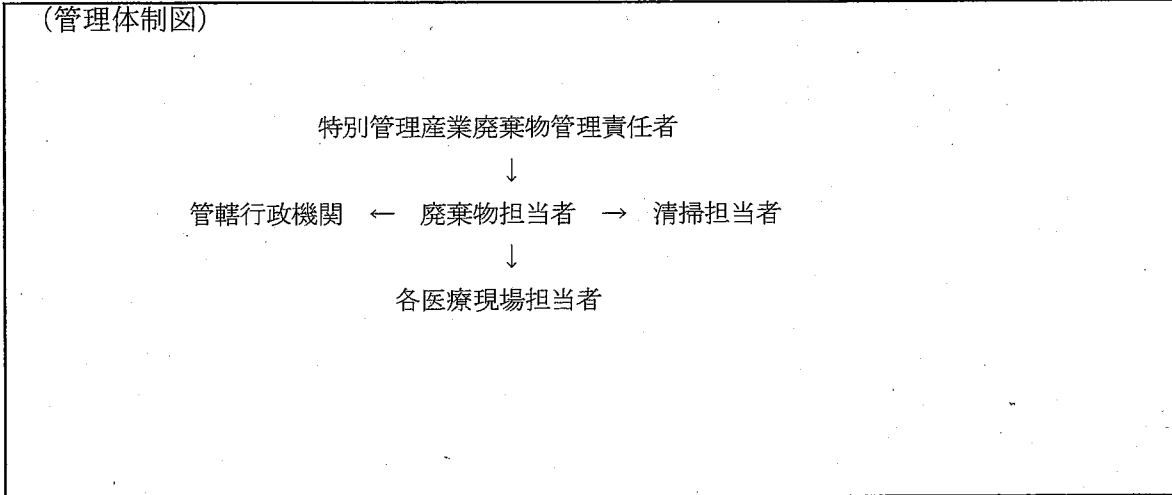 （管理体制図）
特別管理産業廃棄物管理責任者
↓
管轄行政機関 ← 廃棄物担当者 → 清掃担当者
↓
各医療現場担当者